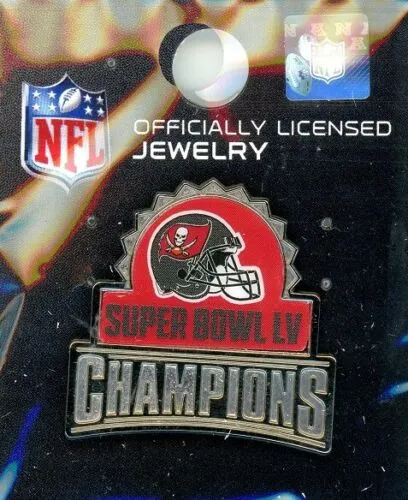 NFL
OFFICIALLY LICENSED
JEWELRY
SUPER BOWL LV
CHAMPIONS